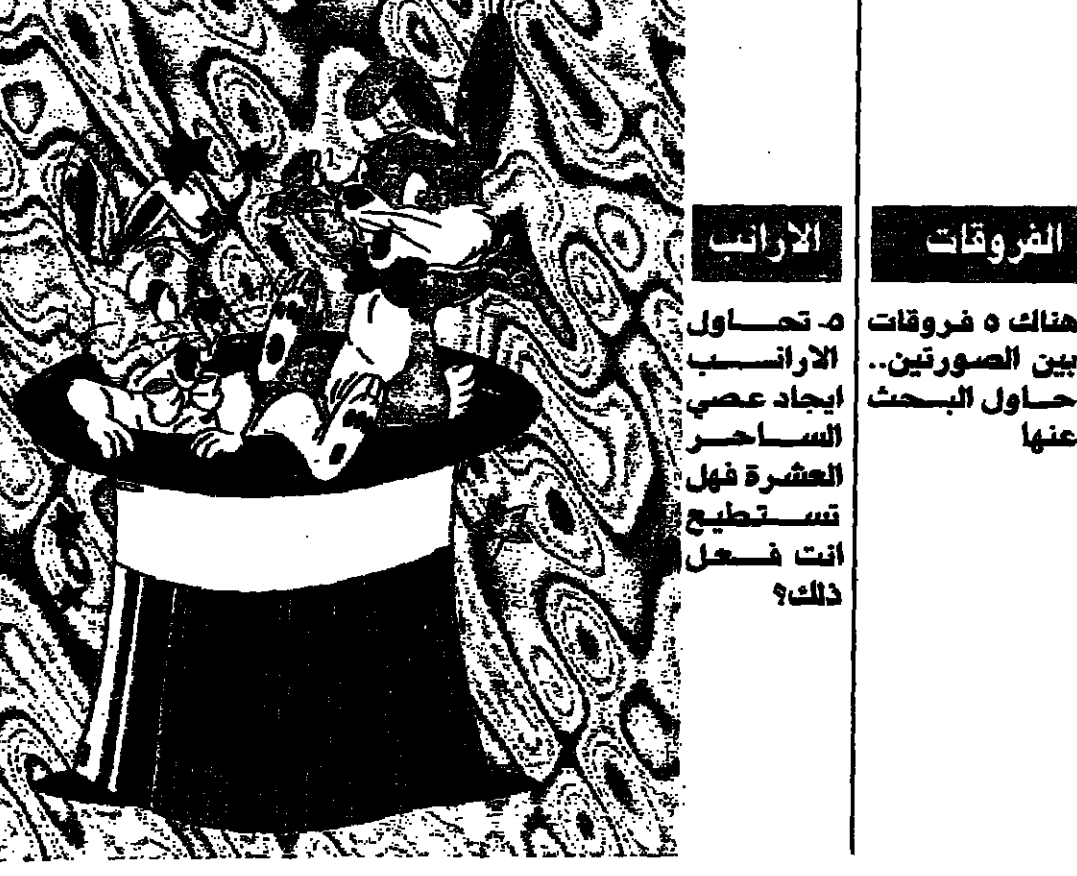 الفروقات
هناك ٥ فروقات
بين الصورتين..
حاول البحث
عنها
الارانب
٥- تحاول
الارانب
ايجاد عصي
الساحر
العشرة فهل
تستطيع
انت فعل
ذلك؟